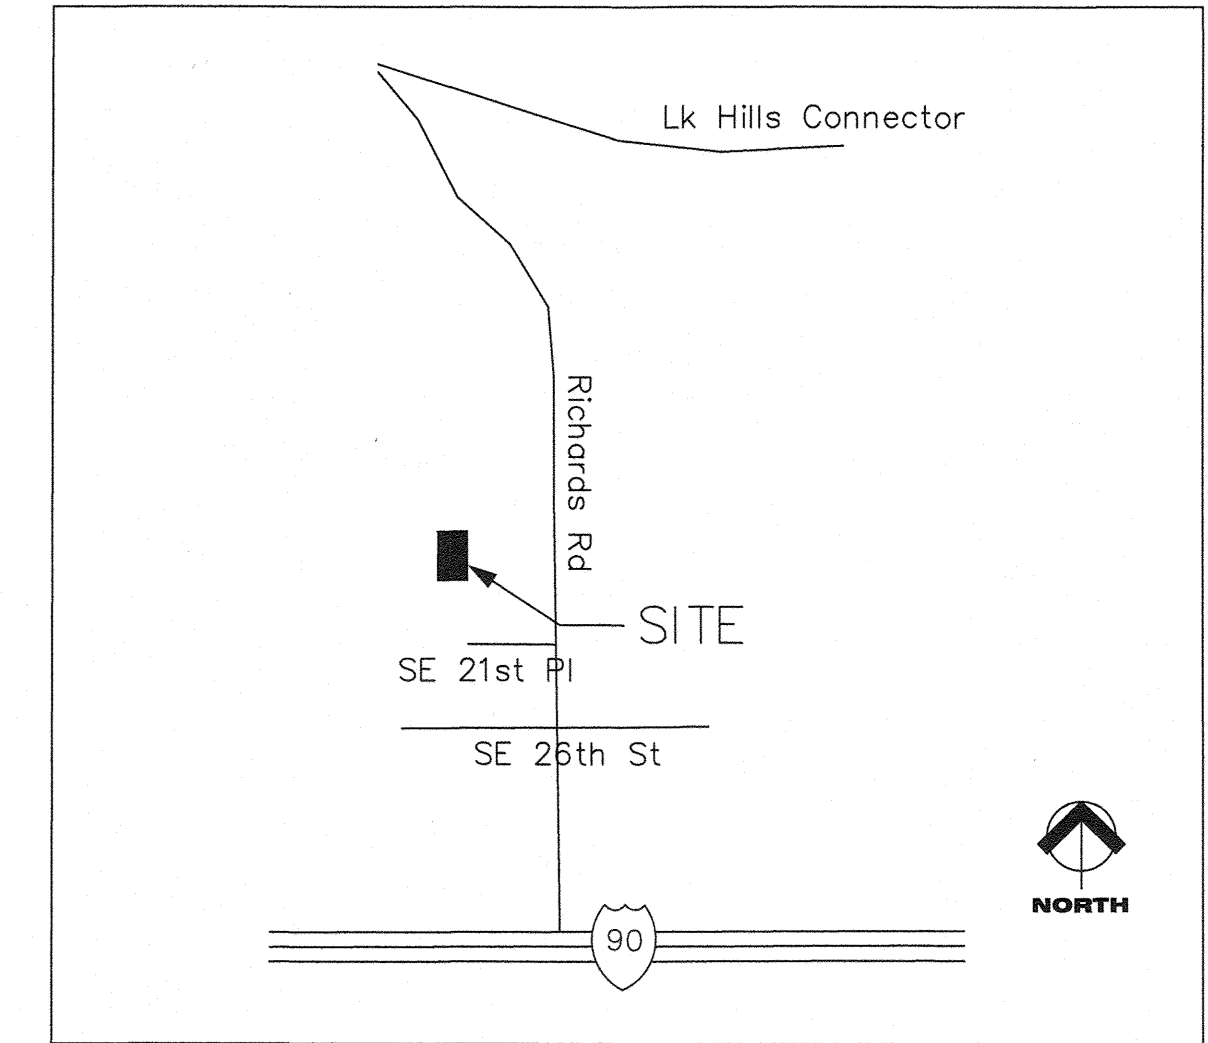 Lk Hills Connector
Richards Rd
SITE
SE 21st Pl
SE 26th St
NORTH
90